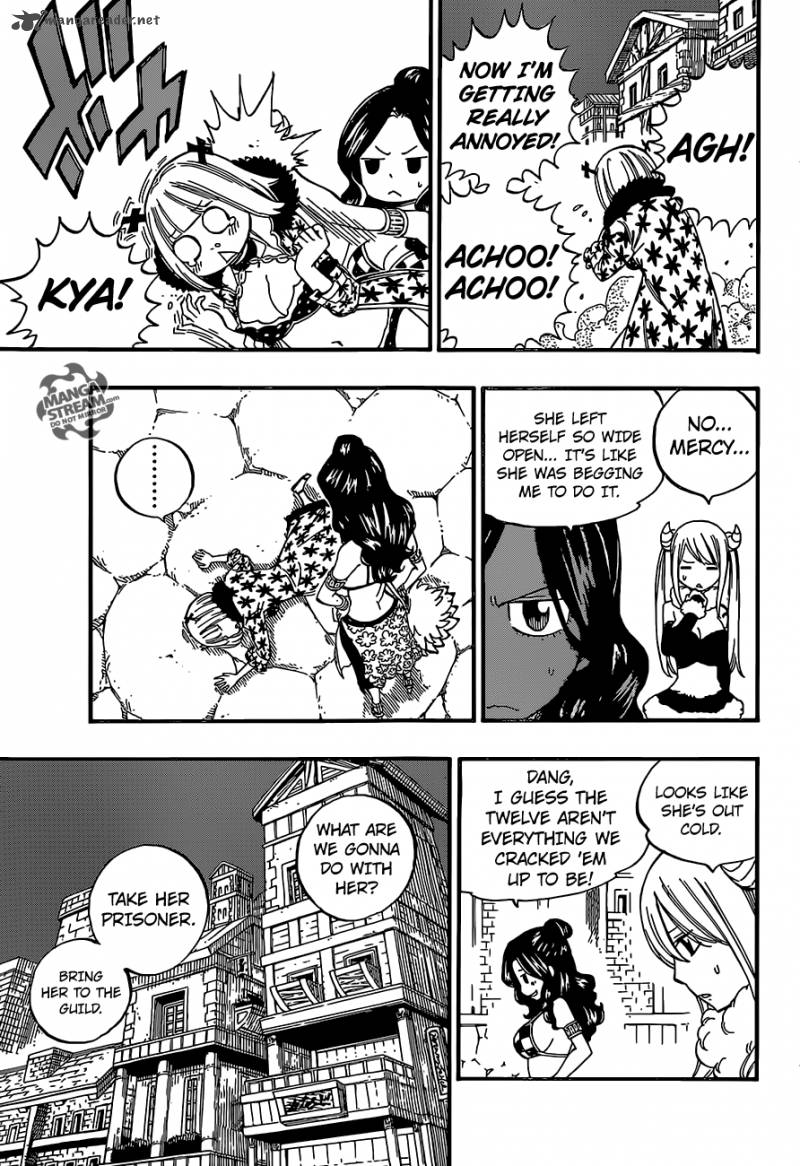 mangareader.net
NOW I'M
GETTING
REALLY
ANNOYED!
AGH!
ACHOO!
ACHOO!
KYA!
NO...
MERCY...
SHE LEFT
HERSELF SO WIDE
OPEN... IT'S LIKE
SHE WAS BEGGING
ME TO DO IT.
MANGA
STREAM.com
DO NOT MIRROR
.......
LOOKS LIKE
SHE'S OUT
COLD.
DANG,
I GUESS THE
TWELVE AREN'T
EVERYTHING WE
CRACKED 'EM
UP TO BE!
WHAT ARE
WE GONNA
DO WITH
HER?
TAKE HER
PRISONER.
BRING
HER TO THE
GUILD.